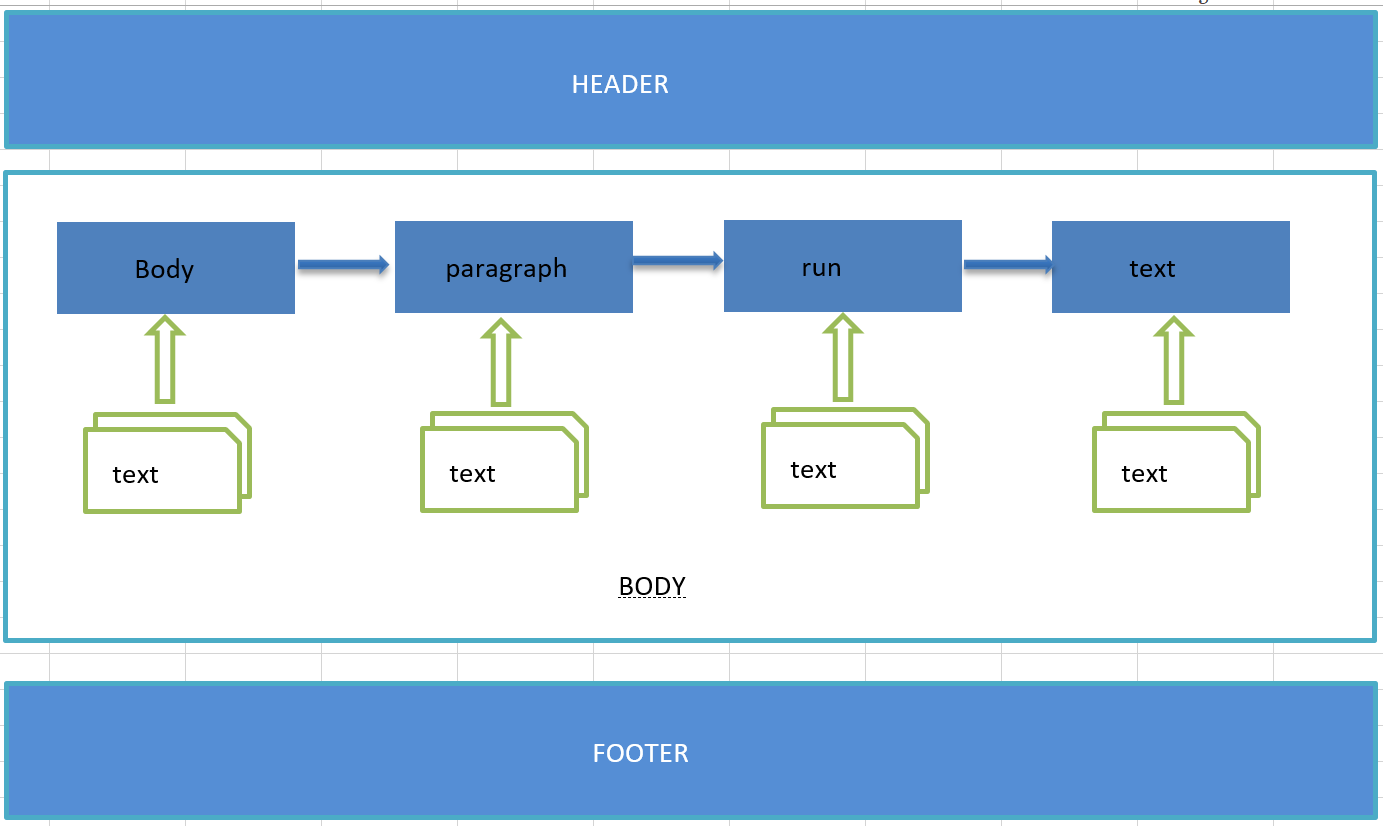 HEADER
Body
paragraph
run
text
text
text
text
text
BODY
FOOTER